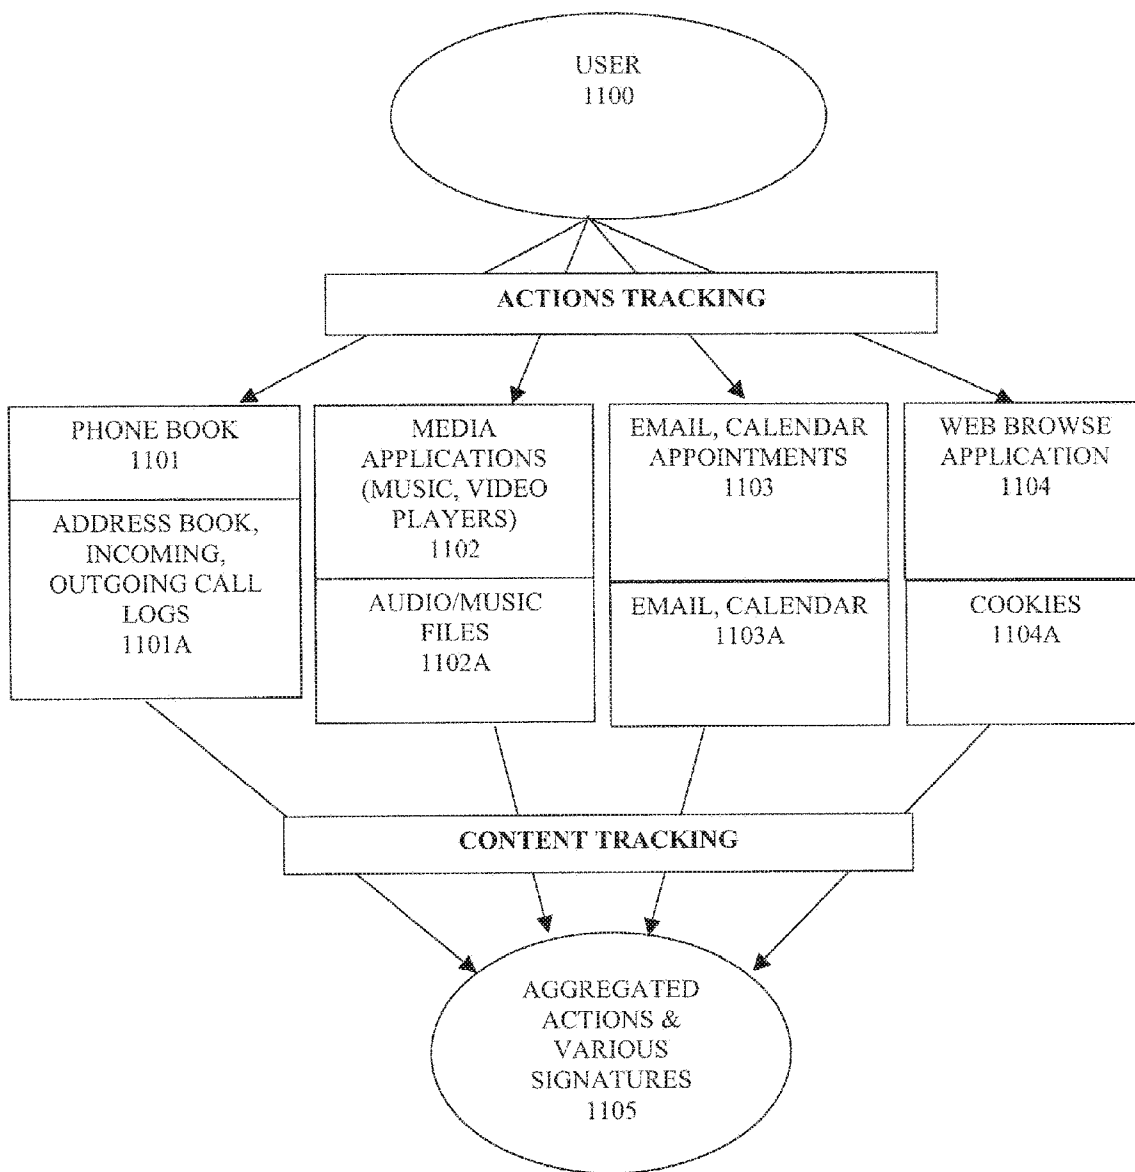 USER
1100
ACTIONS TRACKING
PHONE BOOK
1101
ADDRESS BOOK,
INCOMING,
OUTGOING CALL
LOGS
1101A
MEDIA
APPLICATIONS
(MUSIC, VIDEO
PLAYERS)
1102
AUDIO/MUSIC
FILES
1102A
EMAIL, CALENDAR
APPOINTMENTS
1103
EMAIL, CALENDAR
1103A
WEB BROWSE
APPLICATION
1104
COOKIES
1104A
CONTENT TRACKING
AGGREGATED
ACTIONS &
VARIOUS
SIGNATURES
1105